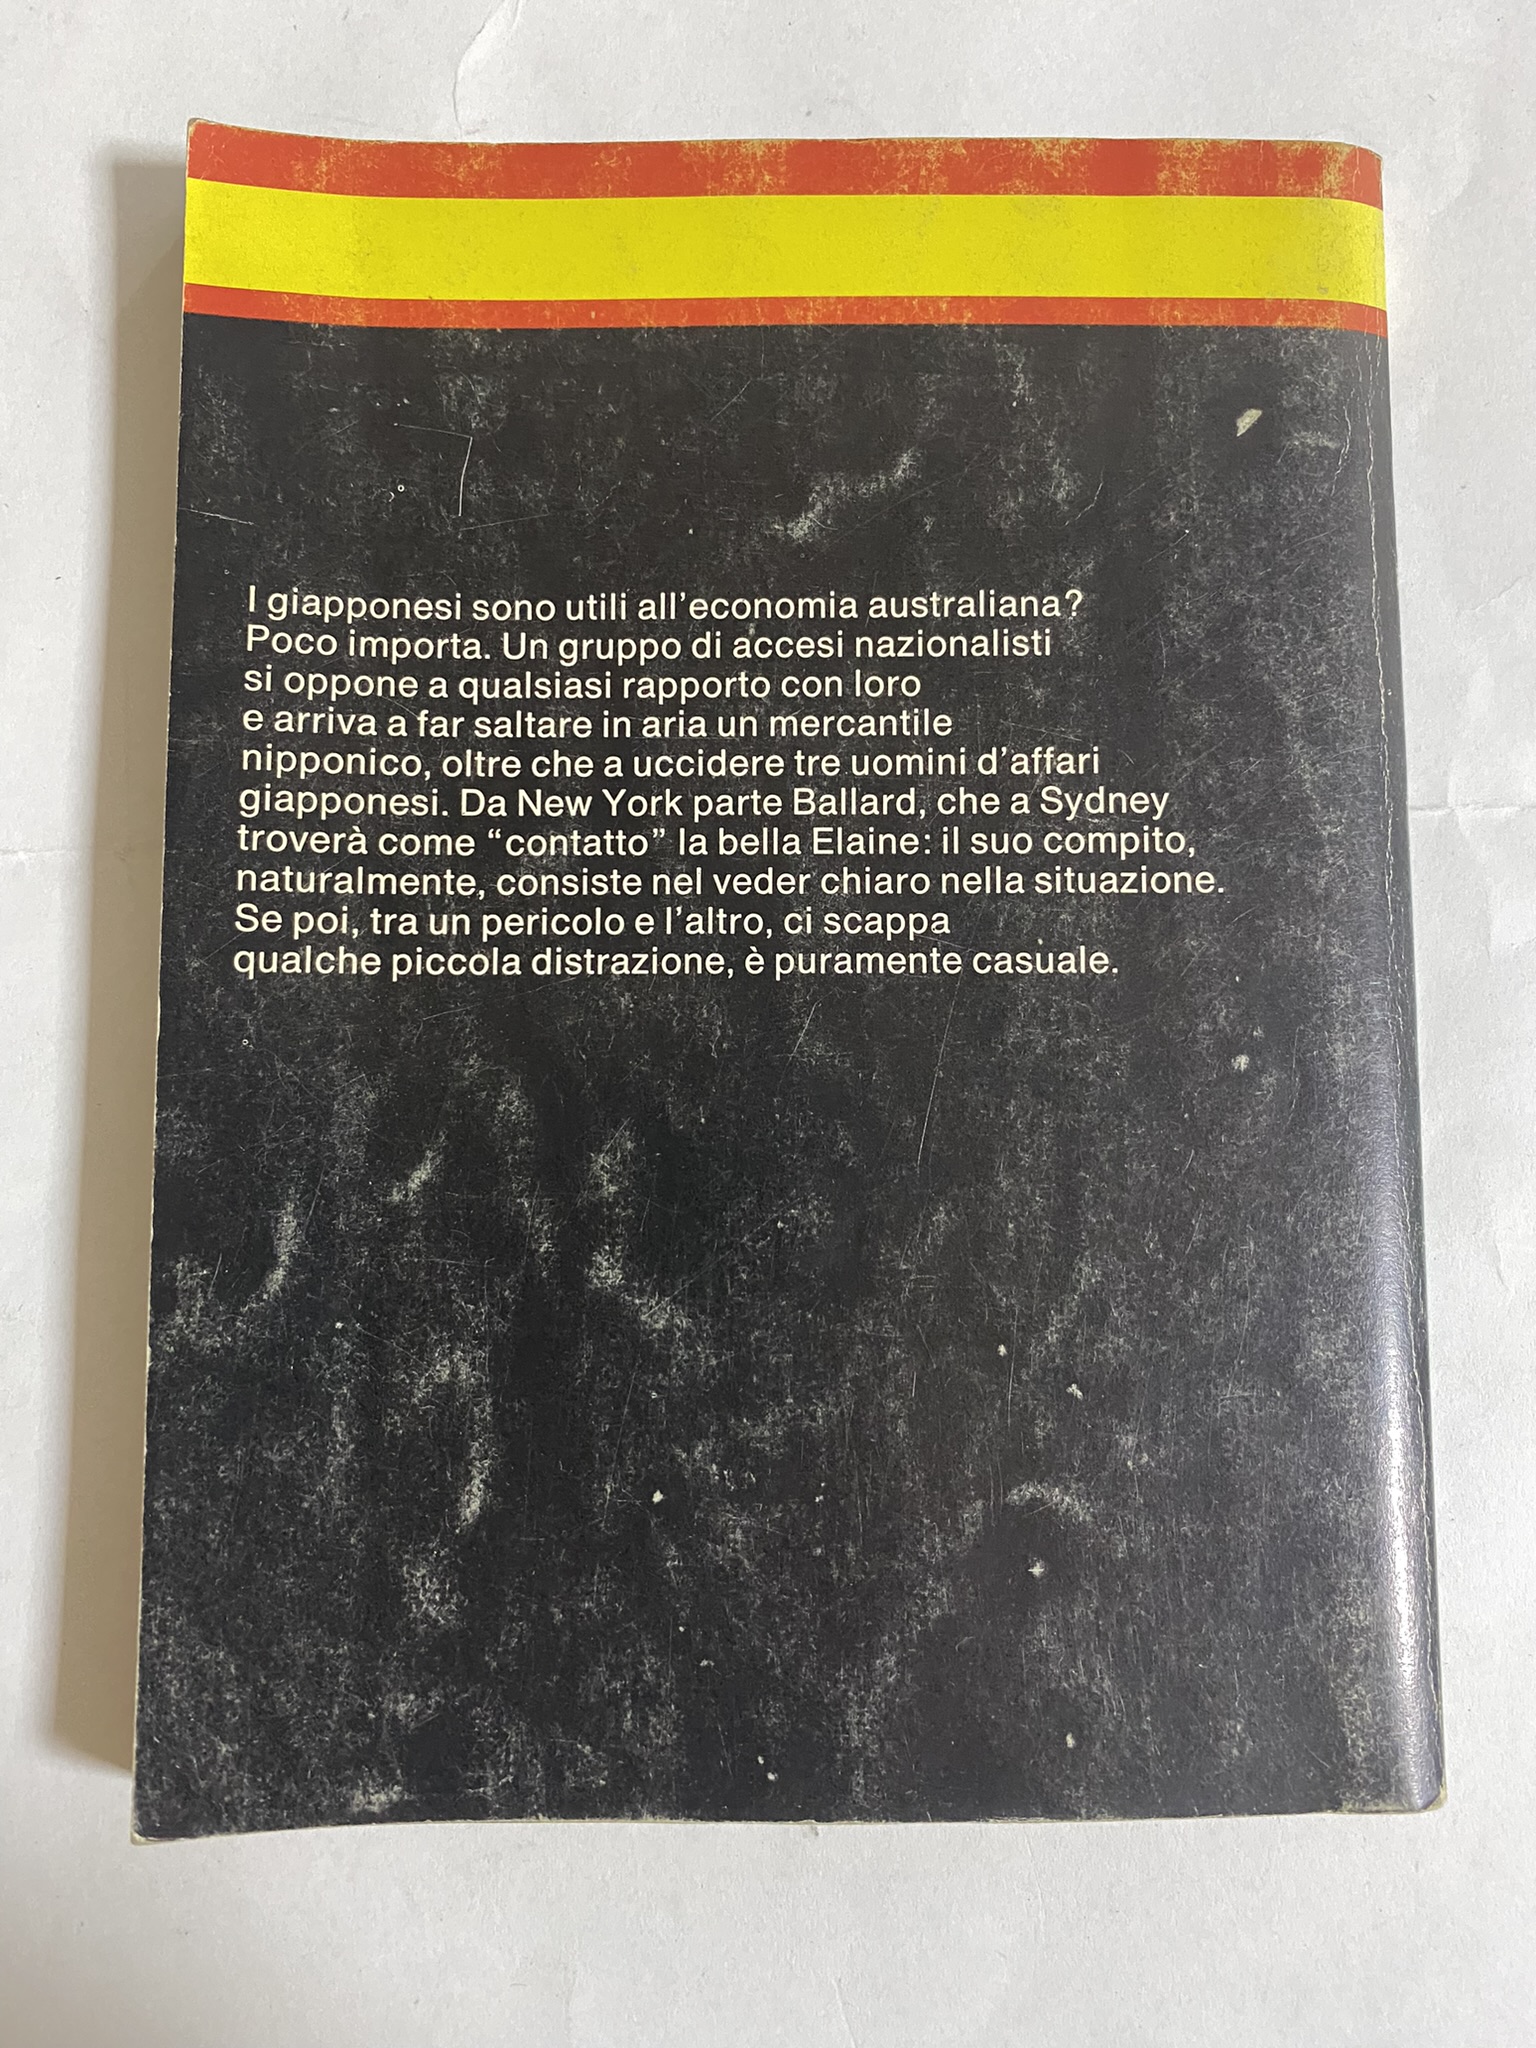 I giapponesi sono utili all'economia australiana?
Poco importa. Un gruppo di accesi nazionalisti
si oppone a qualsiasi rapporto con loro
e arriva a far saltare in aria un mercantile
nipponico, oltre che a uccidere tre uomini d'affari
giapponesi. Da New York parte Ballard, che a Sydney
troverà come “contatto” la bella Elaine: il suo compito,
naturalmente, consiste nel veder chiaro nella situazione.
Se poi, tra un pericolo e l'altro, ci scappa
qualche piccola distrazione, è puramente casuale.